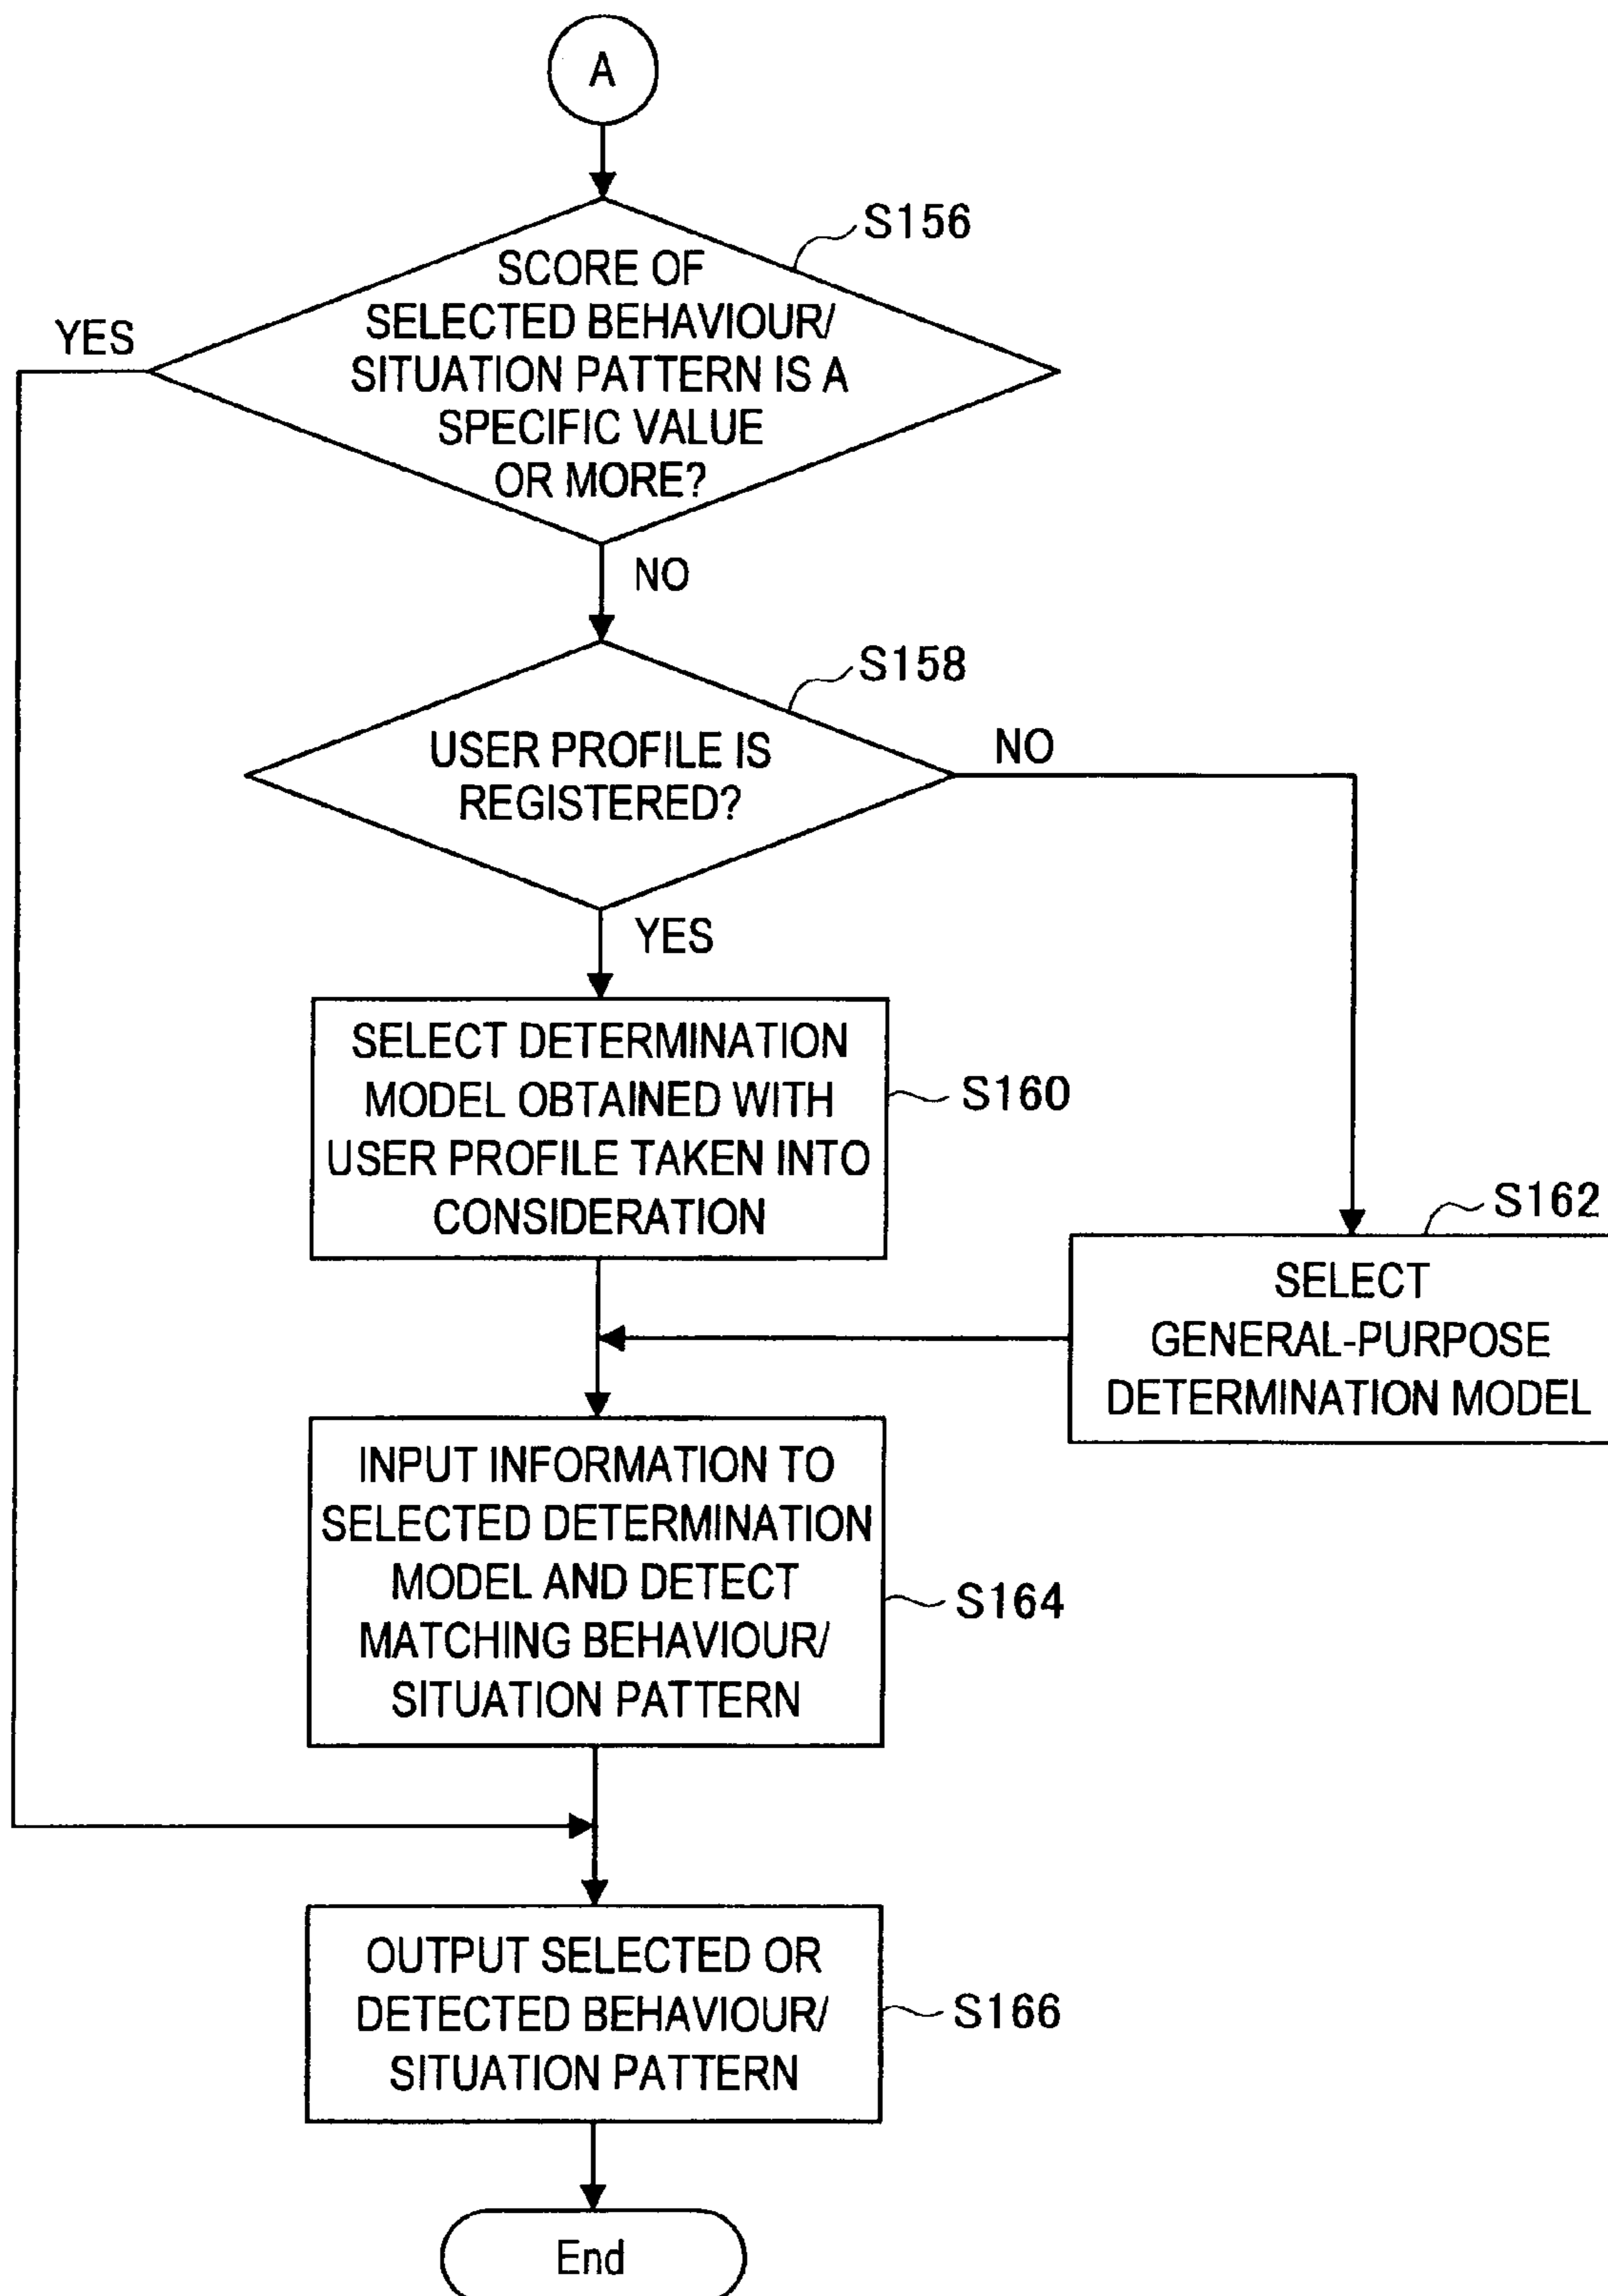 A
S156
SCORE OF
SELECTED BEHAVIOUR/
SITUATION PATTERN IS A
SPECIFIC VALUE
OR MORE?
YES
NO
S158
USER PROFILE IS
REGISTERED?
NO
YES
SELECT DETERMINATION
MODEL OBTAINED WITH
USER PROFILE TAKEN INTO
CONSIDERATION
S160
S162
SELECT
GENERAL-PURPOSE
DETERMINATION MODEL
INPUT INFORMATION TO
SELECTED DETERMINATION
MODEL AND DETECT
MATCHING BEHAVIOUR/
SITUATION PATTERN
S164
OUTPUT SELECTED OR
DETECTED BEHAVIOUR/
SITUATION PATTERN
S166
End